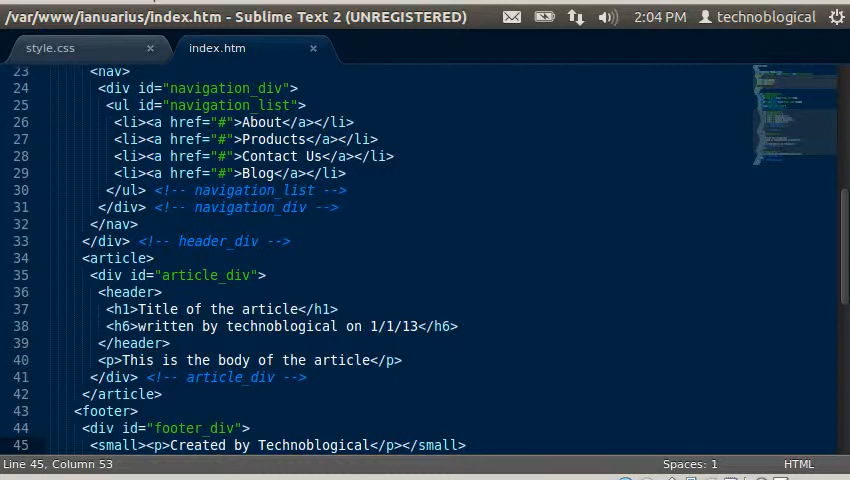 /var/www/ianuarius/index.htm - Sublime Text 2 (UNREGISTERED) 2:04 PM technoblogical
style.css × index.htm ×
23 <nav>
24 <div id="navigation_div">
25 <ul id="navigation_list">
26 <li><a href="#">About</a></li>
27 <li><a href="#">Products</a></li>
28 <li><a href="#">Contact Us</a></li>
29 <li><a href="#">Blog</a></li>
30 </ul> <!-- navigation_list -->
31 </div> <!-- navigation_div -->
32 </nav>
33 </div> <!-- header_div -->
34 <article>
35 <div id="article_div">
36 <header>
37 <h1>Title of the article</h1>
38 <h6>written by technoblogical on 1/1/13</h6>
39 </header>
40 <p>This is the body of the article</p>
41 </div> <!-- article_div -->
42 </article>
43 <footer>
44 <div id="footer_div">
45 <small><p>Created by Technoblogical</p></small>
Line 45, Column 53 Spaces: 1 HTML